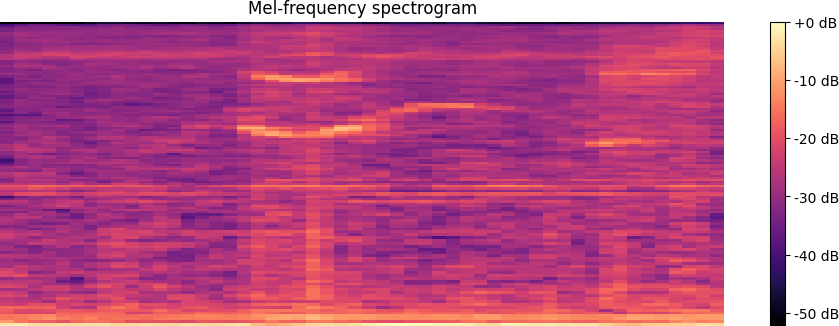 Mel-frequency spectrogram
+0 dB
-10 dB
-20 dB
-30 dB
-40 dB
-50 dB